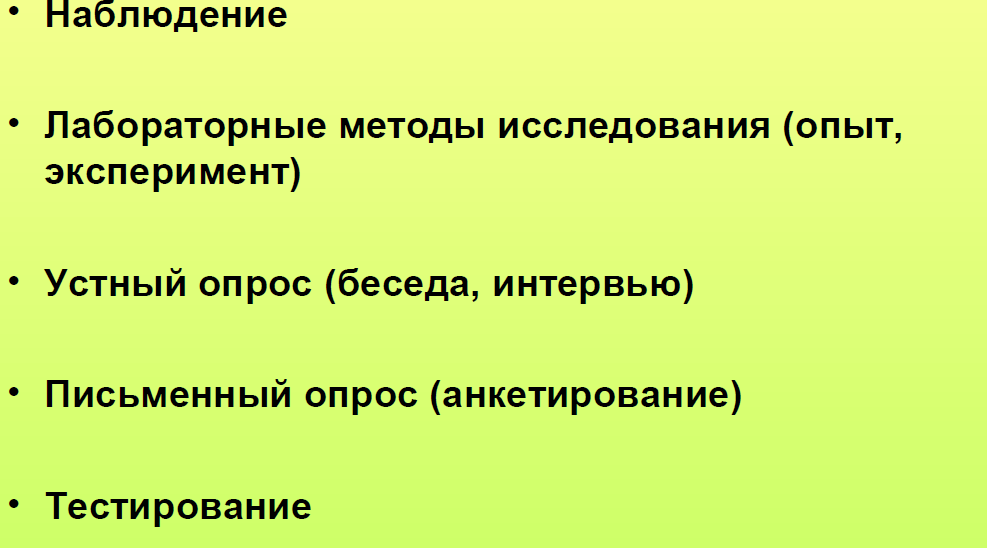 • Наблюдение
• Лабораторные методы исследования (опыт,
эксперимент)
• Устный опрос (беседа, интервью)
• Письменный опрос (анкетирование)
• Тестирование